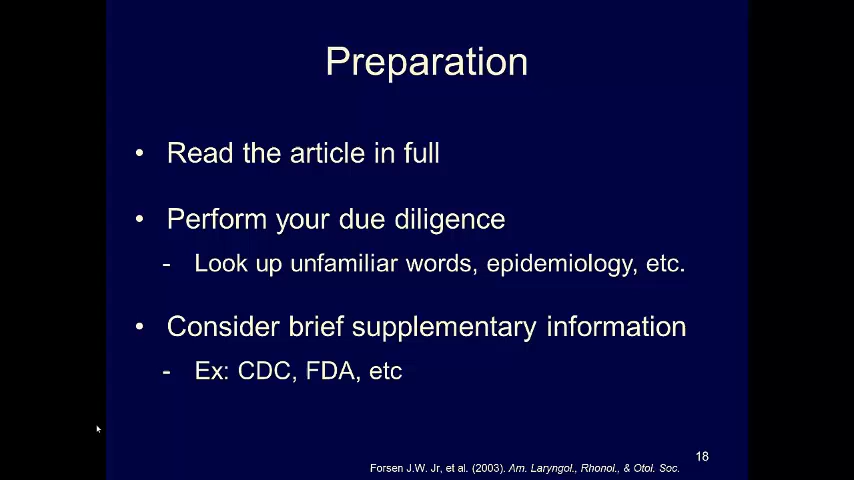 Preparation
• Read the article in full
• Perform your due diligence
- Look up unfamiliar words, epidemiology, etc.
• Consider brief supplementary information
- Ex: CDC, FDA, etc
18
Forsen J.W. Jr, et al. (2003). Am. Laryngol., Rhonol., & Otol. Soc.